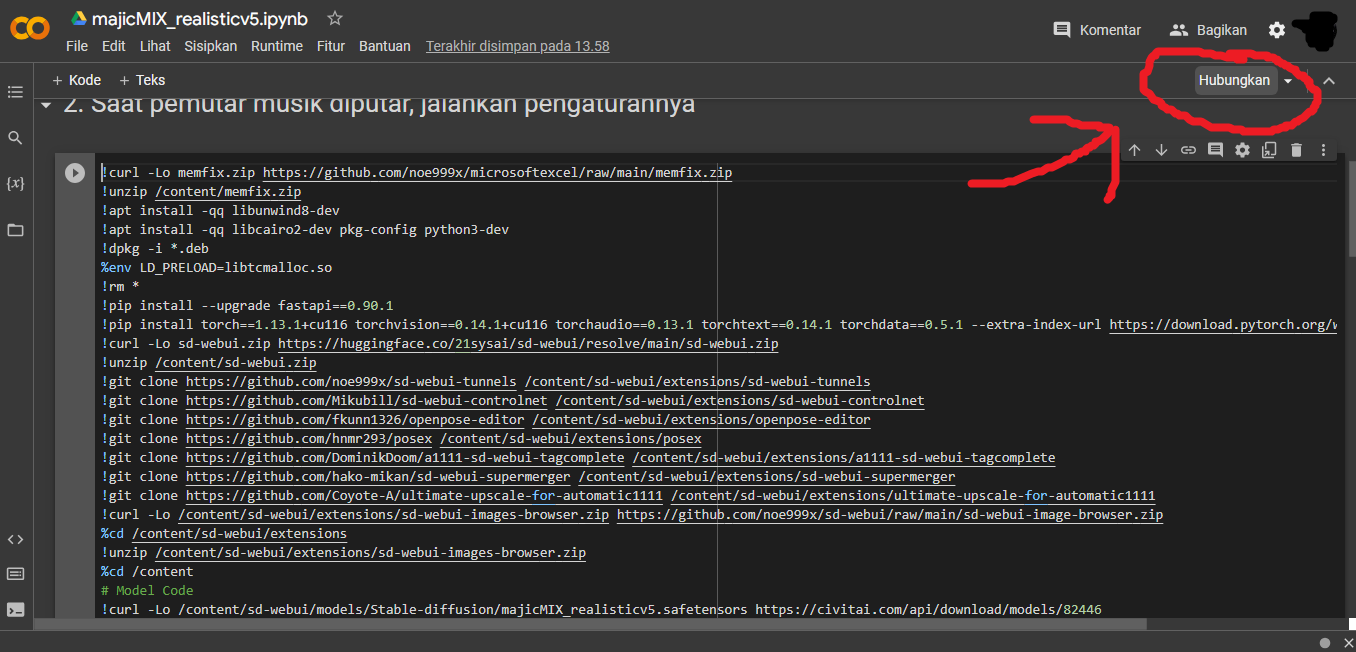 majicMIX_realisticv5.ipynb
File Edit Lihat Sisipkan Runtime Fitur Bantuan Terakhir disimpan pada 13.58
Komentar Bagikan
+ Kode + Teks
Hubungkan
2. Saat pemutar musik diputar, jalankan pengaturannya
!curl -Lo memfix.zip https://github.com/noe999x/microsoftexcel/raw/main/memfix.zip
!unzip /content/memfix.zip
!apt install -qq libunwind8-dev
!apt install -qq libcairo2-dev pkg-config python3-dev
!dpkg -i *.deb
%env LD_PRELOAD=libtcmalloc.so
!rm *
!pip install --upgrade fastapi==0.90.1
!pip install torch==1.13.1+cu116 torchvision==0.14.1+cu116 torchaudio==0.13.1 torchtext==0.14.1 torchdata==0.5.1 --extra-index-url https://download.pytorch.org/w
!curl -Lo sd-webui.zip https://huggingface.co/21sysai/sd-webui/resolve/main/sd-webui.zip
!unzip /content/sd-webui.zip
!git clone https://github.com/noe999x/sd-webui-tunnels /content/sd-webui/extensions/sd-webui-tunnels
!git clone https://github.com/Mikubill/sd-webui-controlnet /content/sd-webui/extensions/sd-webui-controlnet
!git clone https://github.com/fkunn1326/openpose-editor /content/sd-webui/extensions/openpose-editor
!git clone https://github.com/hnmr293/posex /content/sd-webui/extensions/posex
!git clone https://github.com/DominikDoom/a1111-sd-webui-tagcomplete /content/sd-webui/extensions/a1111-sd-webui-tagcomplete
!git clone https://github.com/hako-mikan/sd-webui-supermerger /content/sd-webui/extensions/sd-webui-supermerger
!git clone https://github.com/Coyote-A/ultimate-upscale-for-automatic1111 /content/sd-webui/extensions/ultimate-upscale-for-automatic1111
!curl -Lo /content/sd-webui/extensions/sd-webui-images-browser.zip https://github.com/noe999x/sd-webui/raw/main/sd-webui-image-browser.zip
%cd /content/sd-webui/extensions
!unzip /content/sd-webui/extensions/sd-webui-images-browser.zip
%cd /content
# Model Code
!curl -Lo /content/sd-webui/models/Stable-diffusion/majicMIX_realisticv5.safetensors https://civitai.com/api/download/models/82446